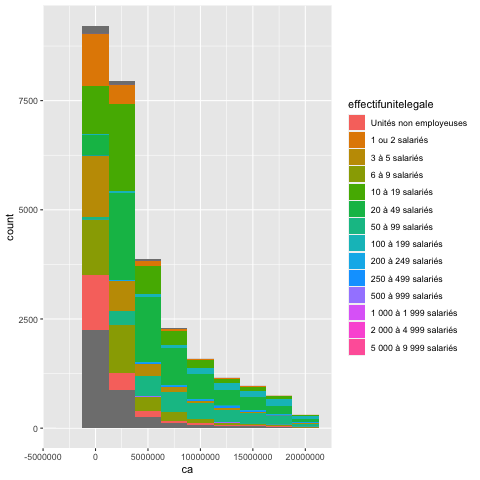 7500
5000
2500
0
count
-5000000 0 5000000 10000000 15000000 20000000
ca
effectifunitelegale
Unités non employeuses
1 ou 2 salariés
3 à 5 salariés
6 à 9 salariés
10 à 19 salariés
20 à 49 salariés
50 à 99 salariés
100 à 199 salariés
200 à 249 salariés
250 à 499 salariés
500 à 999 salariés
1 000 à 1 999 salariés
2 000 à 4 999 salariés
5 000 à 9 999 salariés